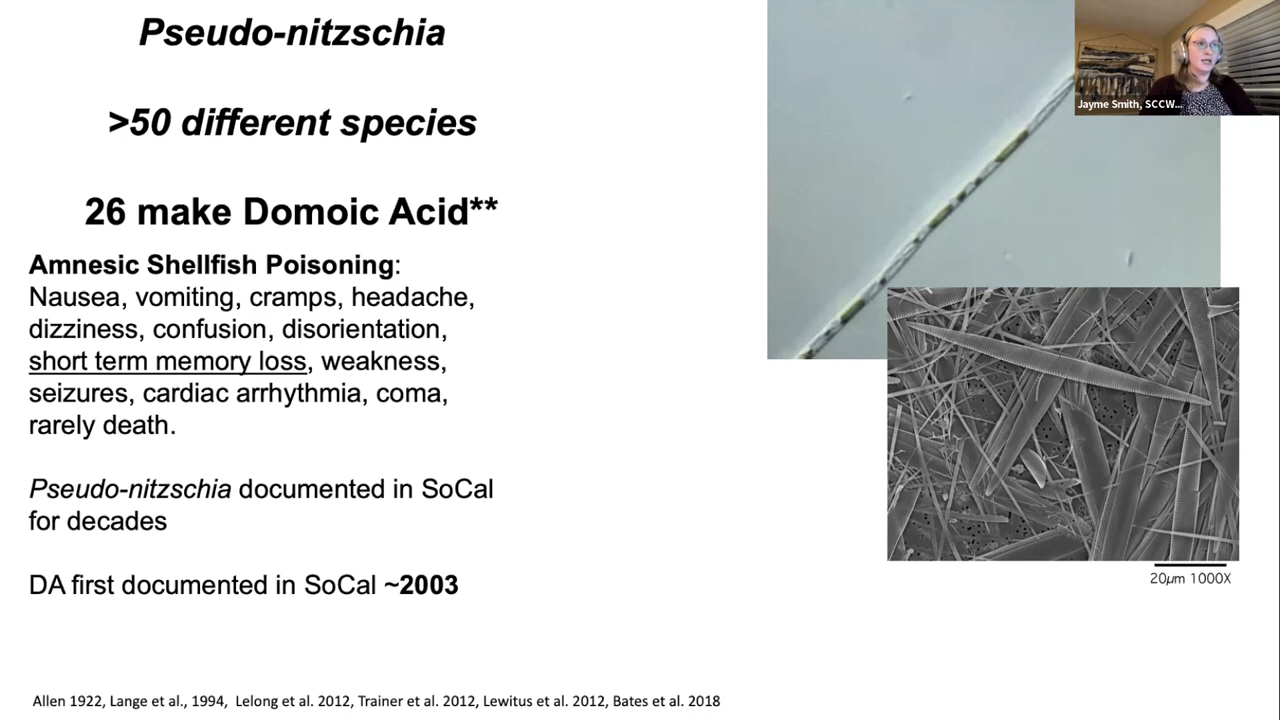 Pseudo-nitzschia
>50 different species
26 make Domoic Acid**
Amnesic Shellfish Poisoning:
Nausea, vomiting, cramps, headache,
dizziness, confusion, disorientation,
short term memory loss, weakness,
seizures, cardiac arrhythmia, coma,
rarely death.
Pseudo-nitzschia documented in SoCal
for decades
DA first documented in SoCal ~2003
Jayme Smith, SCCW...
20µm 1000X
Allen 1922, Lange et al., 1994, Lelong et al. 2012, Trainer et al. 2012, Lewitus et al. 2012, Bates et al. 2018